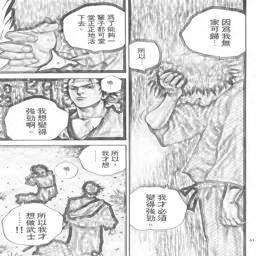 因為我無
家可歸…
所以，
我才必須
變得強勁。
為了能夠一
輩子都可堂
堂正正地活
下去。
我想變得
強勁啊。
所以，
我才想…
所以我才
想做武士
……!!